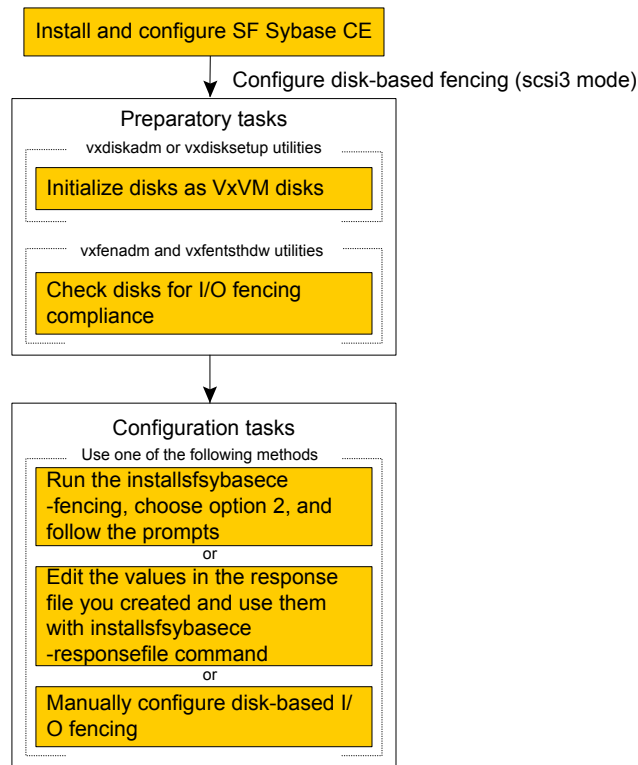 Install and configure SF Sybase CE
Configure disk-based fencing (scsi3 mode)
Preparatory tasks
vxdiskadm or vxdisksetup utilities
Initialize disks as VxVM disks
vxfenadm and vxfentsthdw utilities
Check disks for I/O fencing
compliance
Configuration tasks
Use one of the following methods
Run the installsfsybasece
-fencing, choose option 2, and
follow the prompts
or
Edit the values in the response
file you created and use them
with installsfsybasece
-responsefile command
or
Manually configure disk-based I/
O fencing